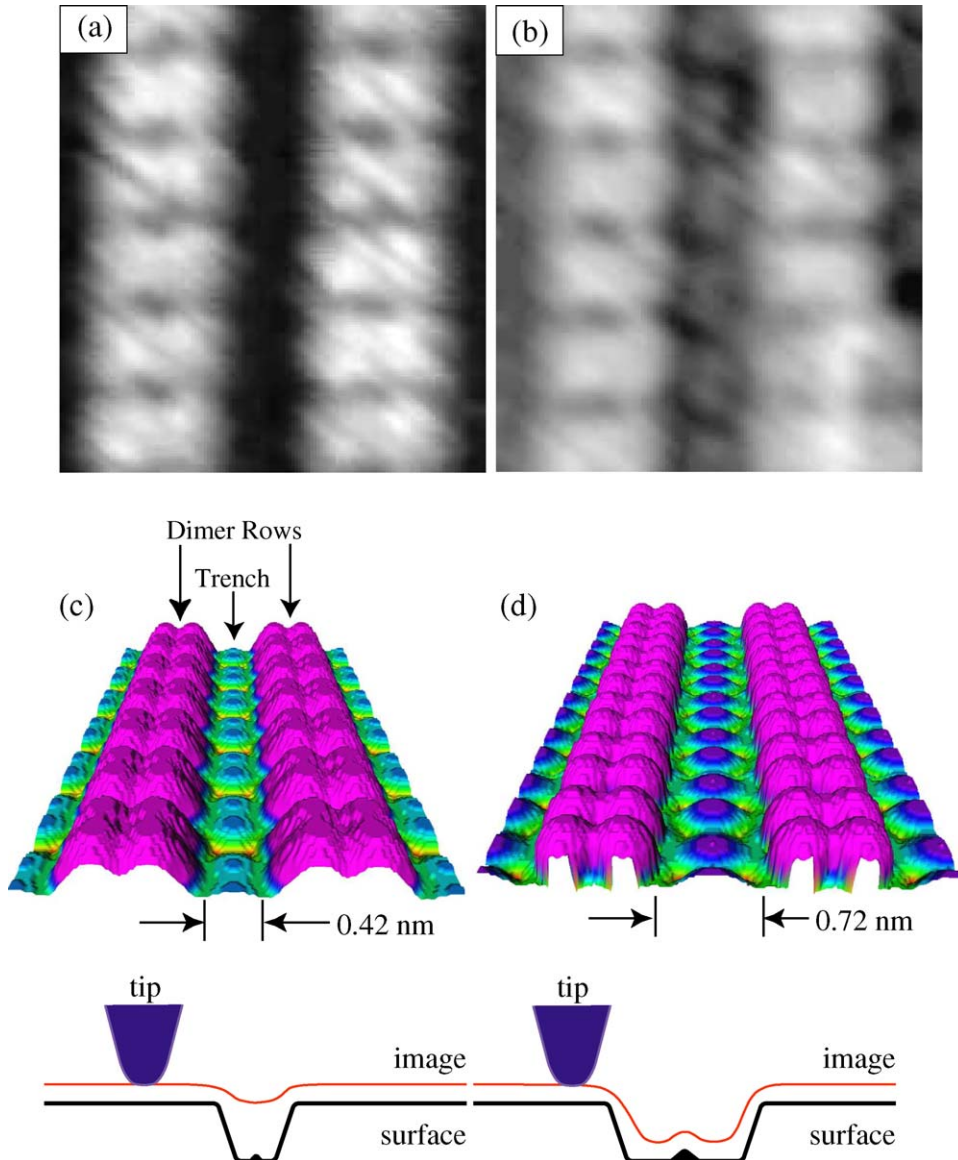 (a)
(b)
Dimer Rows
Trench
(c)
(d)
0.42 nm
0.72 nm
tip
tip
image
image
surface
surface